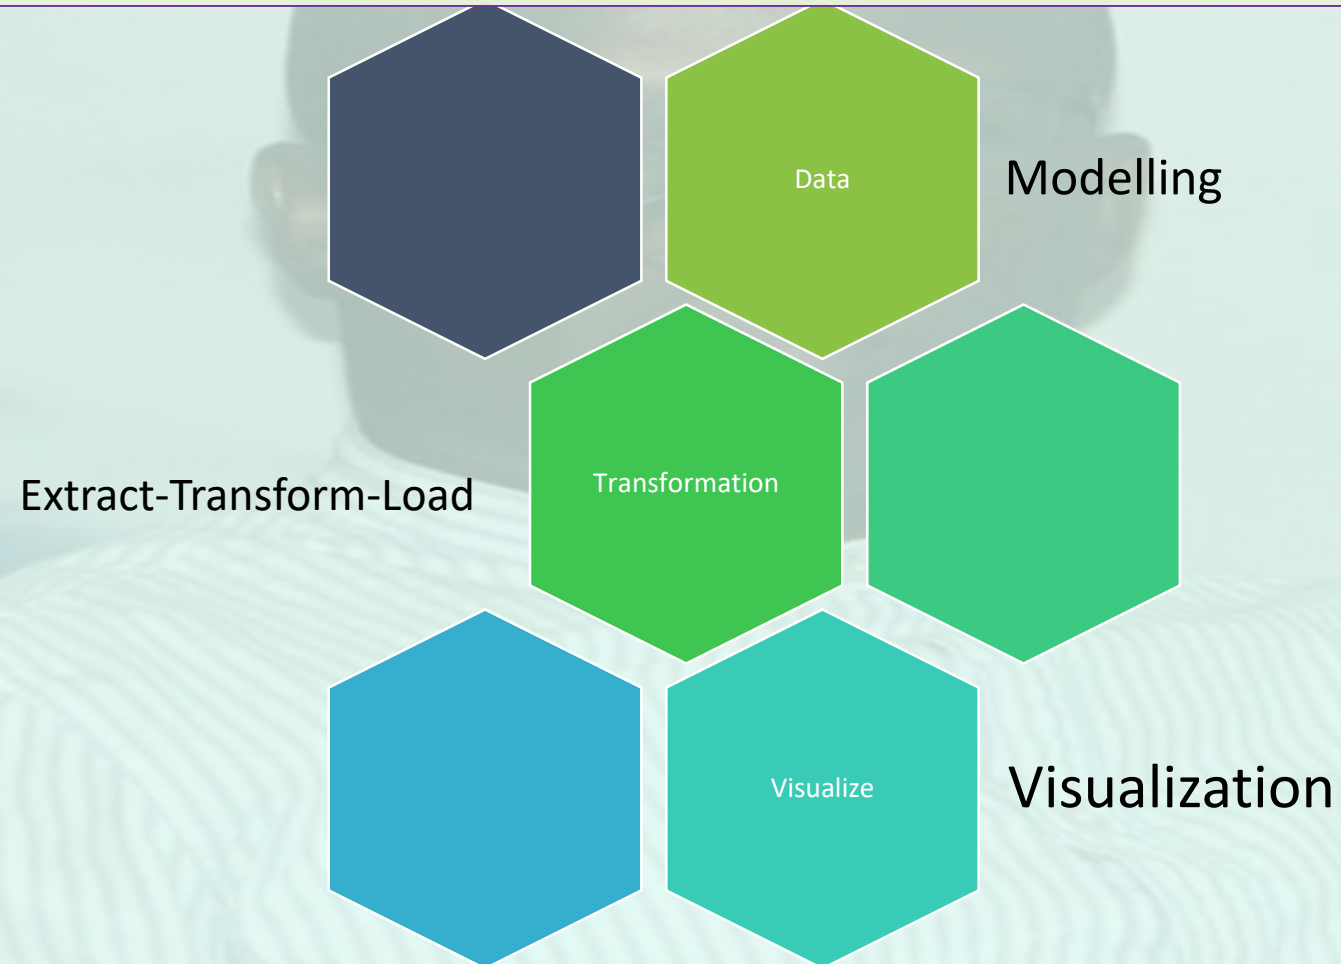 Data
Modelling
Extract-Transform-Load
Transformation
Visualize
Visualization